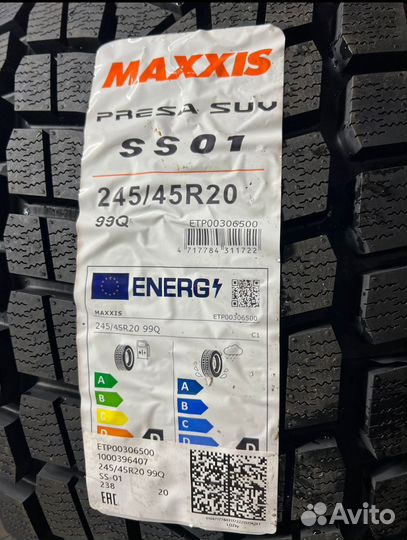 MAXXIS
PRESA SUV
SS01
245/45R20
99Q
ETP00306500
4 717784 311722
ENERG
MAXXIS
ETP00306500
245/45R20 99Q
C1
A
B
C
D
A
B
C
D
ETP00306500
1000396407
245/45R20 99Q
SS-01
238
20
EAC
Avito